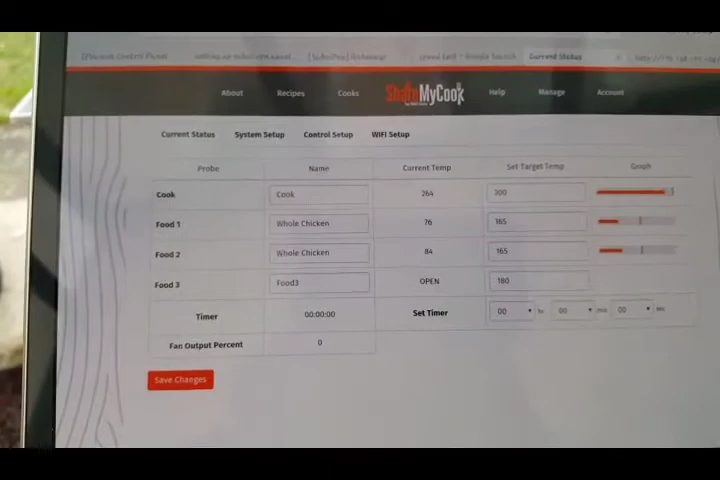 Current Status
About Recipes Cooks ShareMyCook Help Manage Account
Current Status System Setup Control Setup WIFI Setup
Probe Name Current Temp Set Target Temp Graph
Cook Cook 264 300
Food 1 Whole Chicken 76 165
Food 2 Whole Chicken 84 165
Food 3 Food3 OPEN 180
Timer 00:00:00 Set Timer 00 00 00
Fan Output Percent 0
Save Changes